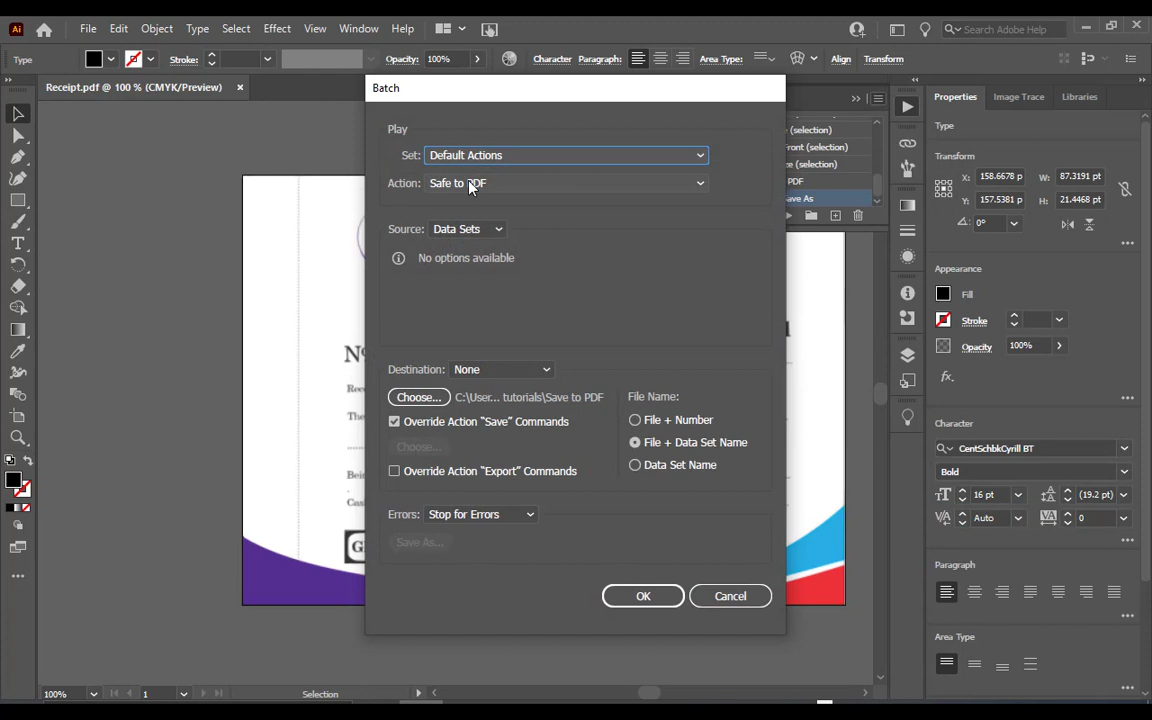 Ai File Edit Object Type Select Effect View Window Help Search Adobe Help
Type Stroke: Opacity: 100% Character Paragraph: Area Type: Align Transform
Receipt.pdf @ 100 % (CMYK/Preview) ×
Batch
Play
Set: Default Actions
Action: Safe to PDF
Source: Data Sets
No options available
Destination: None
Choose... C:\User... tutorials\Save to PDF
Override Action “Save” Commands
Choose...
Override Action “Export” Commands
File Name:
File + Number
File + Data Set Name
Data Set Name
Errors: Stop for Errors
Save As...
OK Cancel
(selection)
Front (selection)
(selection)
PDF
Save As
Properties Image Trace Libraries
Type
Transform
X: 158.6678 p W: 87.3191 pt
Y: 157.5381 p H: 21.4468 pt
0°
Appearance
Fill
Stroke
Opacity 100%
fx.
Character
CentSchbkCyrill BT
Bold
16 pt (19.2 pt)
Auto 0
Paragraph
Area Type
100% 1 Selection